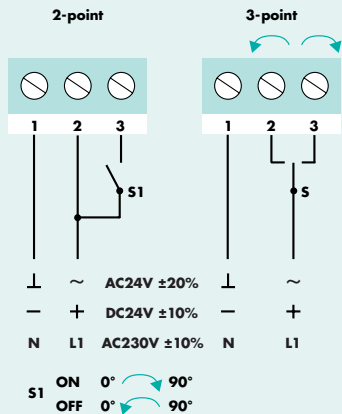 2-point 3-point
1 2 3 1 2 3
S1 S
⊥ ~ AC24V ±20% ⊥ ~
− + DC24V ±10% − +
N L1 AC230V ±10% N L1
S1 ON 0° 90°
OFF 0° 90°